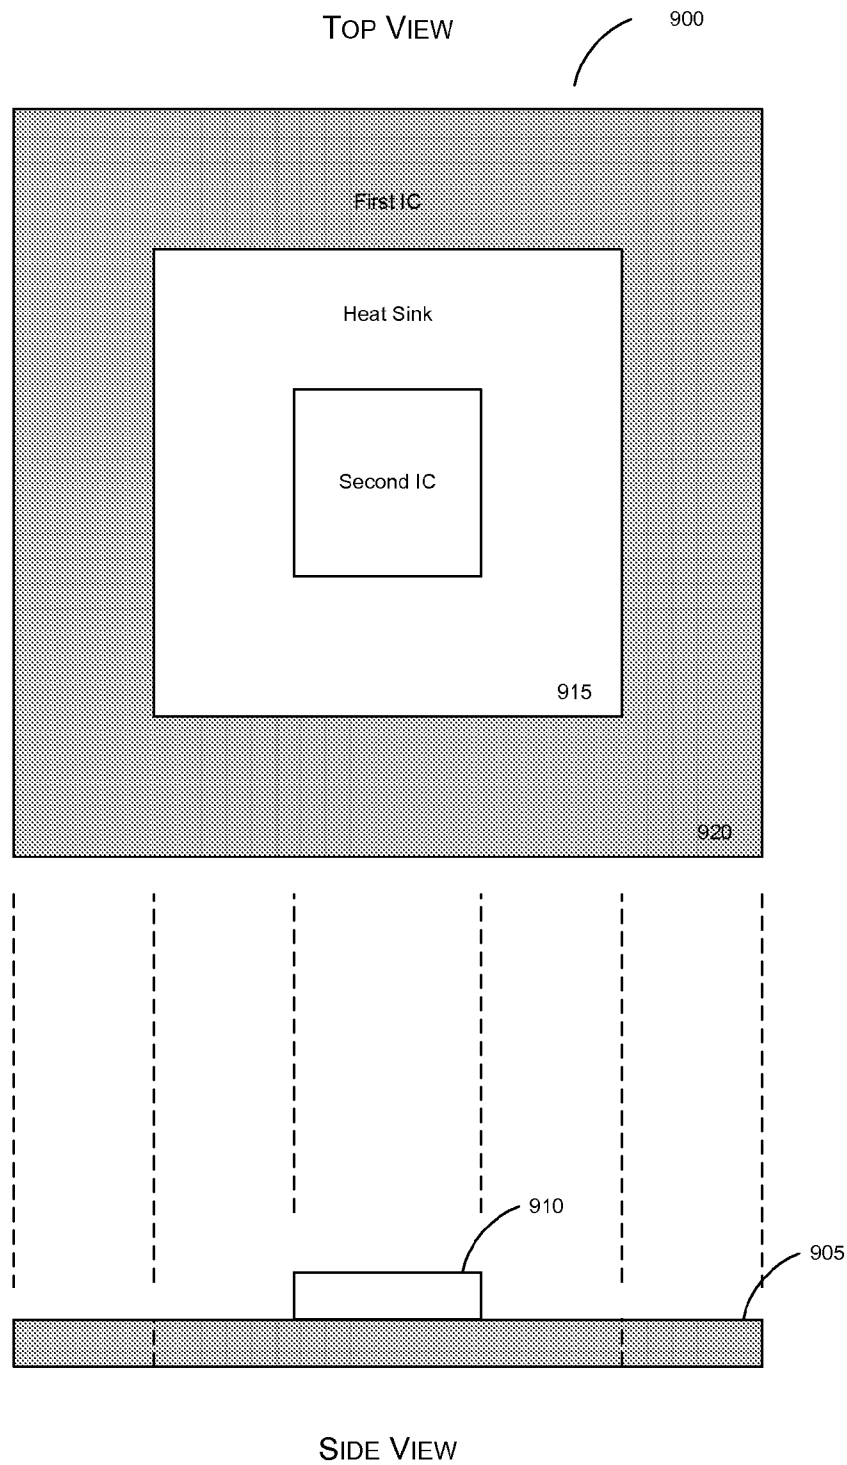 TOP VIEW
900
First IC
Heat Sink
Second IC
915
920
910
905
SIDE VIEW